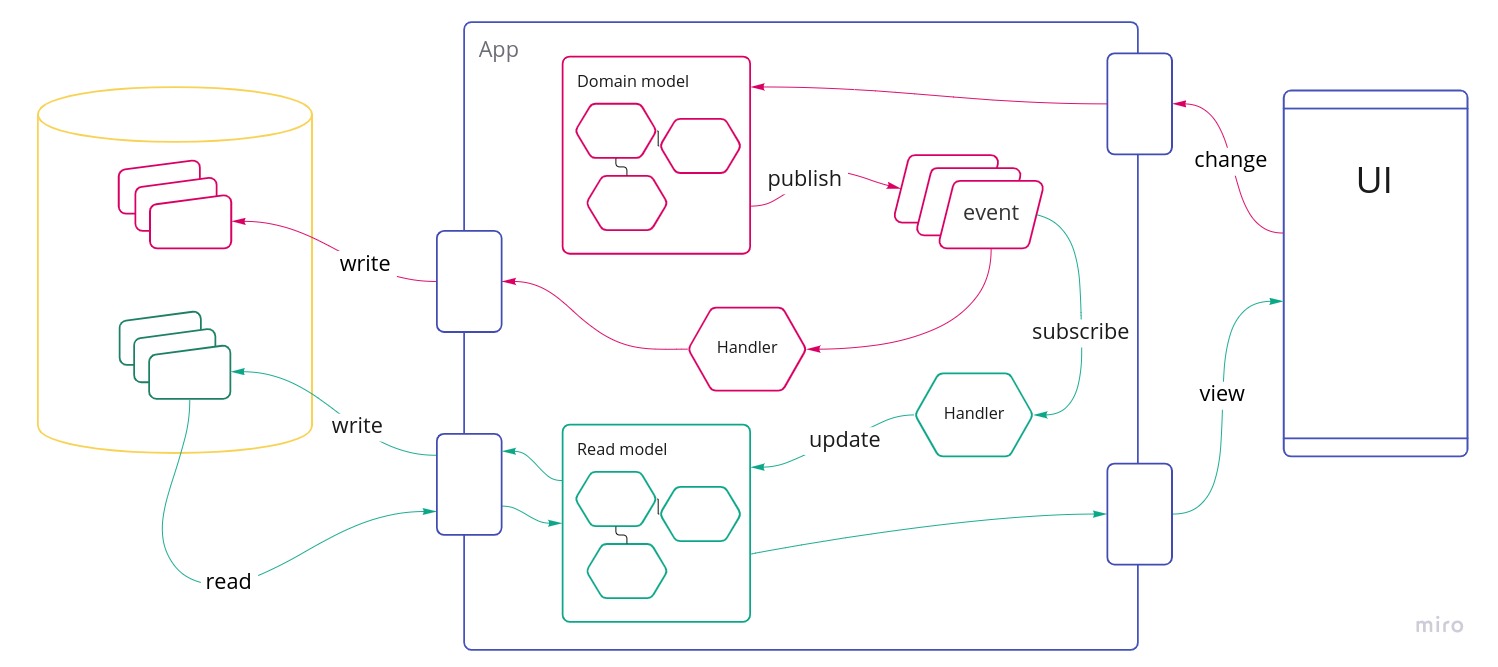 App
Domain model
publish
event
change
UI
write
Handler
subscribe
view
Handler
write
update
Read model
read
miro